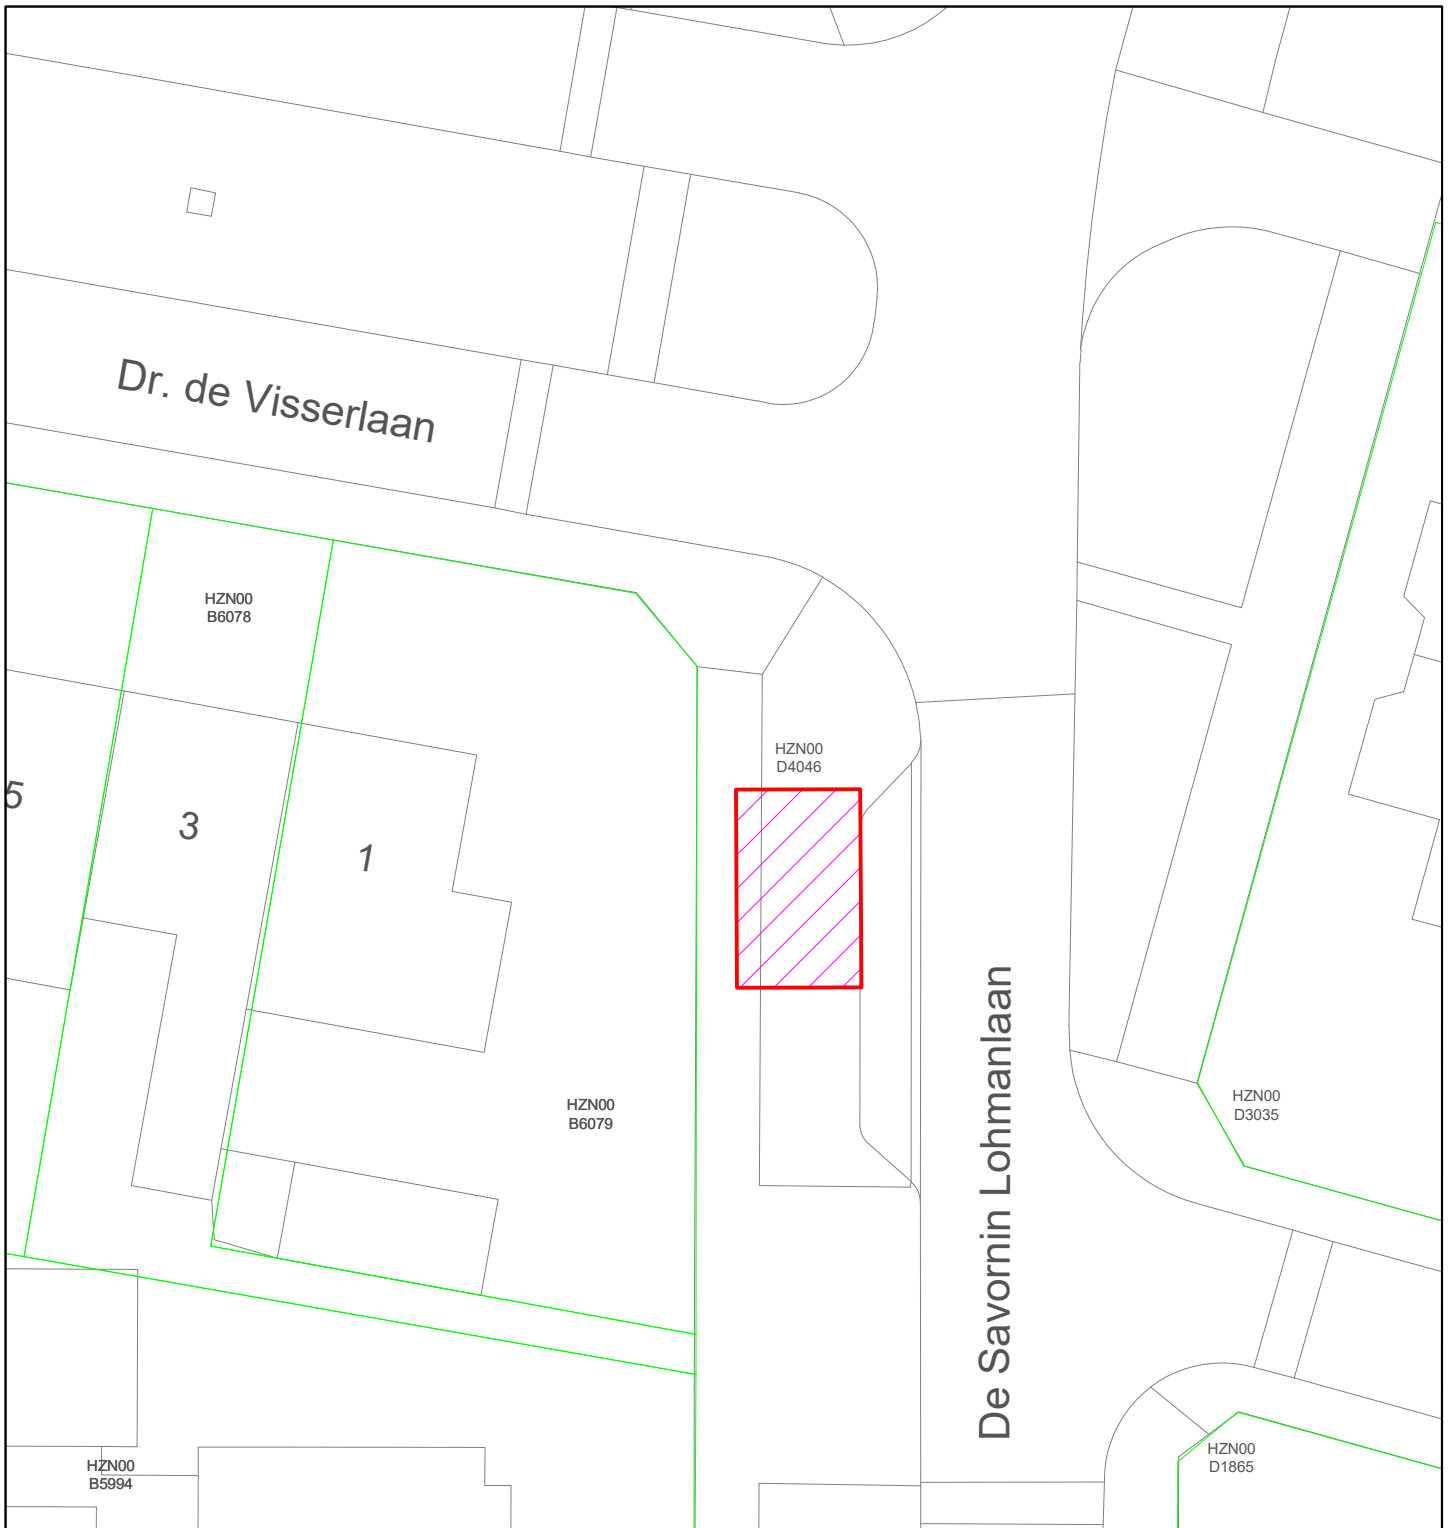 Dr. de Visserlaan
HZN00
B6078
HZN00
D4046
5
3
1
De Savornin Lohmanlaan
HZN00
B6079
HZN00
D3035
HZN00
B5994
HZN00
D1865